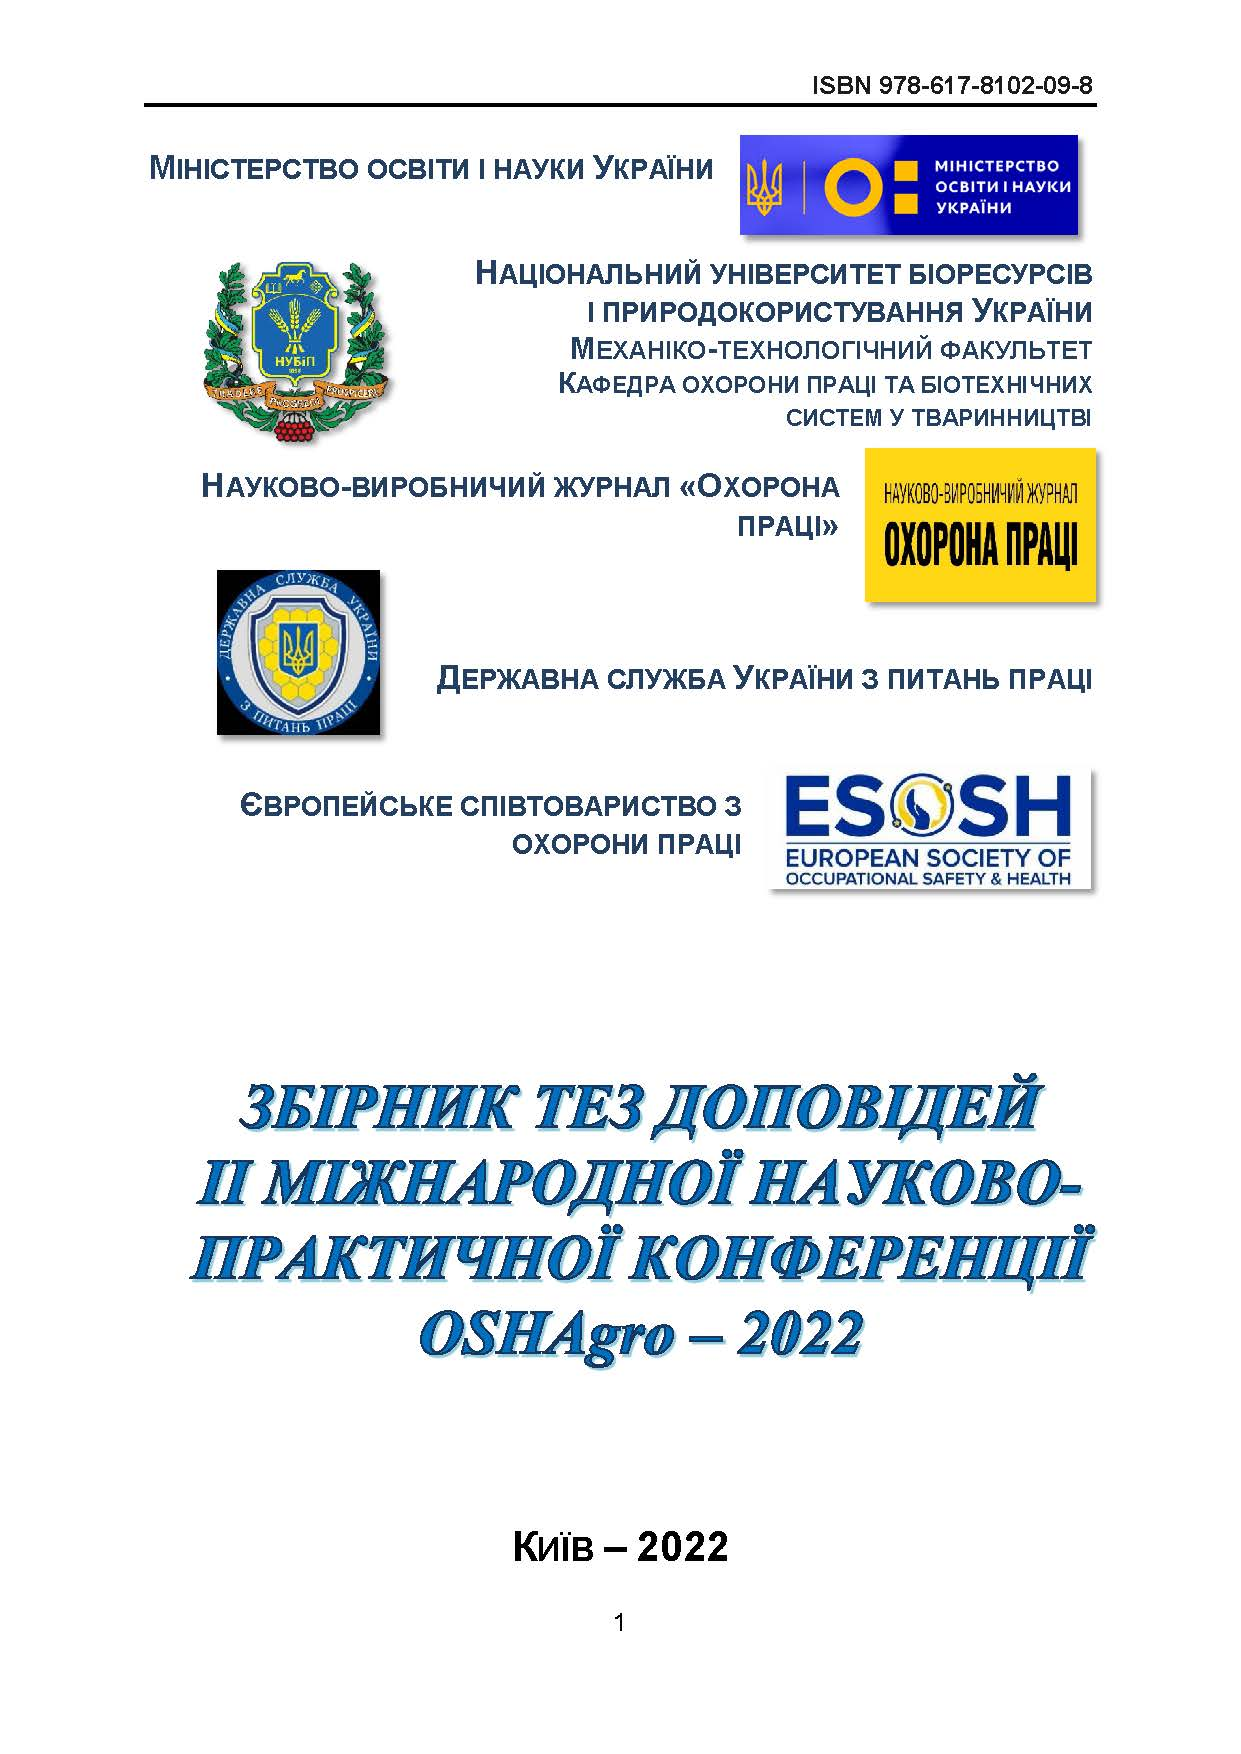 ISBN 978-617-8102-09-8
МІНІСТЕРСТВО ОСВІТИ І НАУКИ УКРАЇНИ
МІНІСТЕРСТВО
ОСВІТИ І НАУКИ
УКРАЇНИ
НАЦІОНАЛЬНИЙ УНІВЕРСИТЕТ БІОРЕСУРСІВ
І ПРИРОДОКОРИСТУВАННЯ УКРАЇНИ
МЕХАНІКО-ТЕХНОЛОГІЧНИЙ ФАКУЛЬТЕТ
КАФЕДРА ОХОРОНИ ПРАЦІ ТА БІОТЕХНІЧНИХ
СИСТЕМ У ТВАРИННИЦТВІ
НУБіП
НАУКОВО-ВИРОБНИЧИЙ ЖУРНАЛ «ОХОРОНА
ПРАЦІ»
НАУКОВО-ВИРОБНИЧИЙ ЖУРНАЛ
ОХОРОНА ПРАЦІ
ДЕРЖАВНА СЛУЖБА УКРАЇНИ
З ПИТАНЬ ПРАЦІ
ДЕРЖАВНА СЛУЖБА УКРАЇНИ З ПИТАНЬ ПРАЦІ
ЄВРОПЕЙСЬКЕ СПІВТОВАРИСТВО З
ОХОРОНИ ПРАЦІ
ESOSH
EUROPEAN SOCIETY OF
OCCUPATIONAL SAFETY & HEALTH
ЗБІРНИК ТЕЗ ДОПОВІДЕЙ
ІІ МІЖНАРОДНОЇ НАУКОВО-
ПРАКТИЧНОЇ КОНФЕРЕНЦІЇ
OSHAgro – 2022
КИЇВ – 2022
1